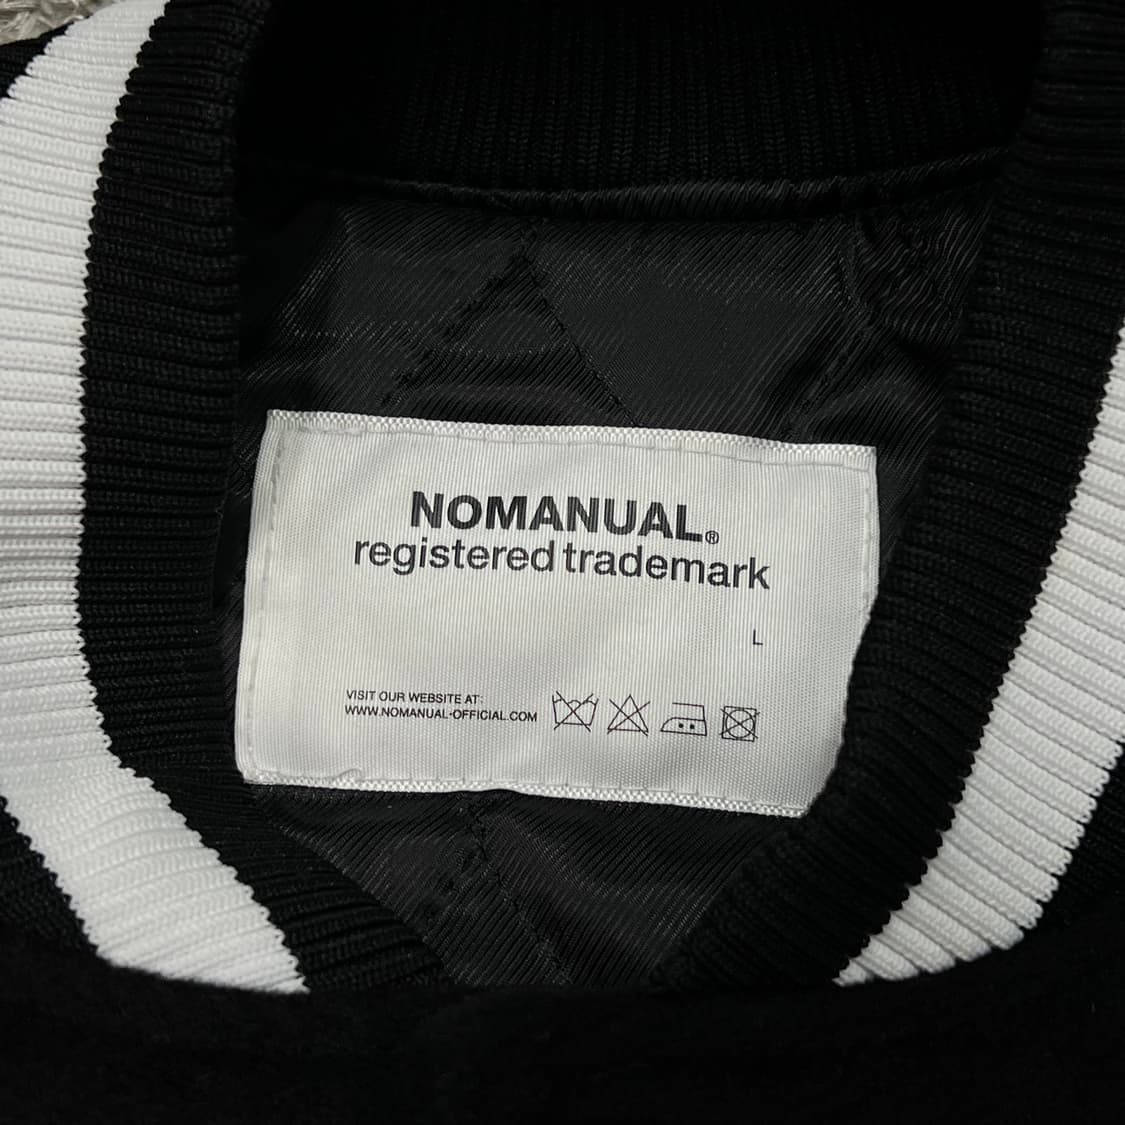 NOMANUAL®
registered trademark
L
VISIT OUR WEBSITE AT:
WWW.NOMANUAL-OFFICIAL.COM